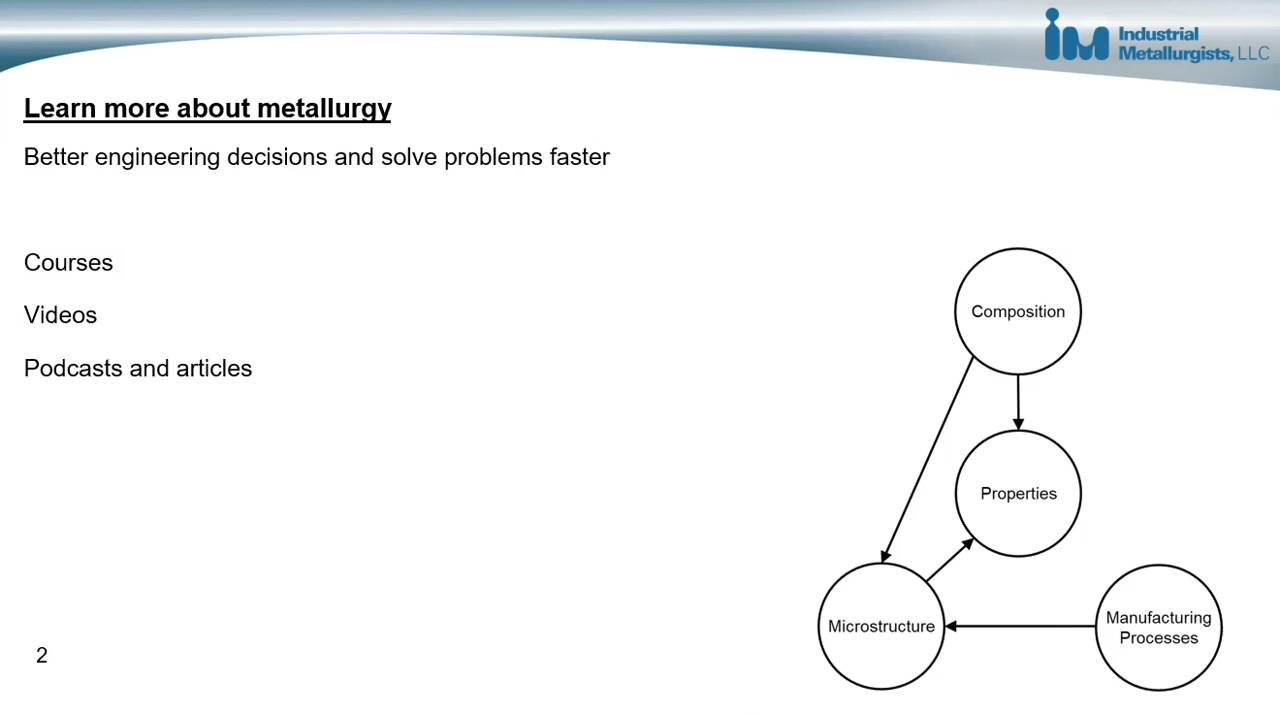 Industrial
Metallurgists, LLC
Learn more about metallurgy
Better engineering decisions and solve problems faster
Courses
Videos
Podcasts and articles
Composition
Properties
Microstructure
Manufacturing
Processes
2